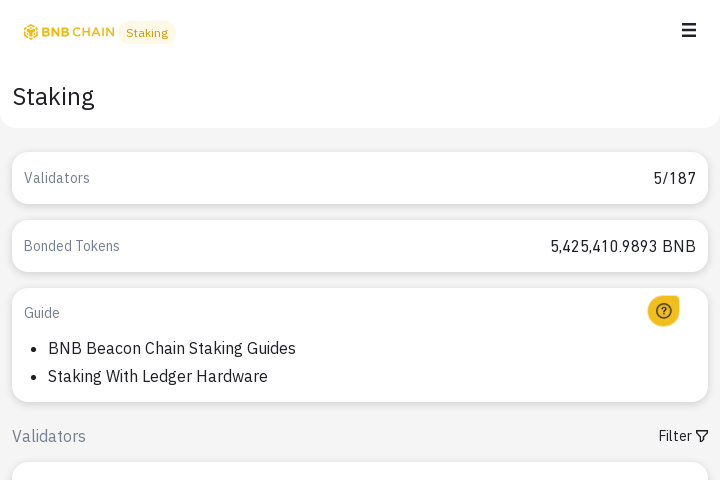 BNB CHAIN Staking
Staking
Validators 5/187
Bonded Tokens 5,425,410.9893 BNB
Guide
• BNB Beacon Chain Staking Guides
• Staking With Ledger Hardware
Validators Filter